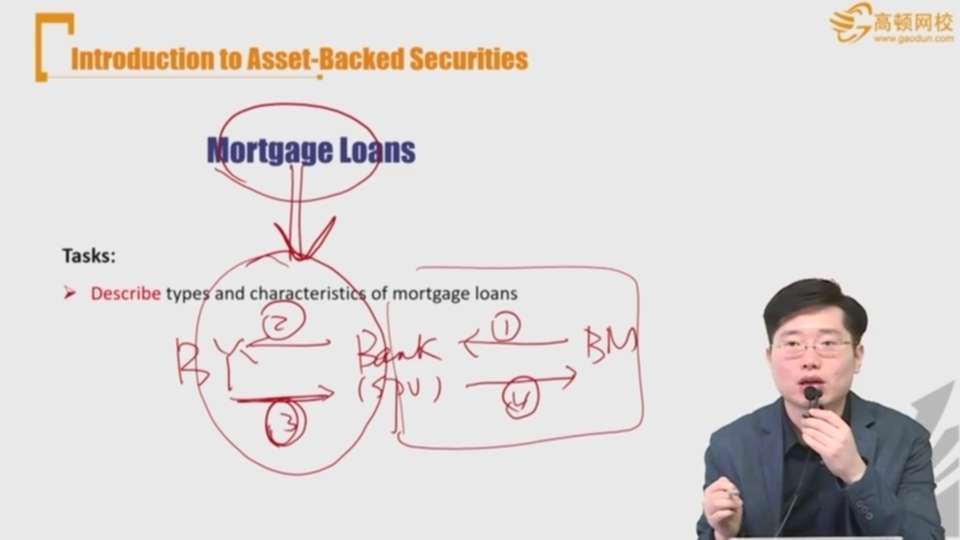 Introduction to Asset-Backed Securities
高顿网校
www.gaodun.com
Mortgage Loans
Tasks:
Describe types and characteristics of mortgage loans
② ①
B Y Bank BM
(SPV)
③ ④